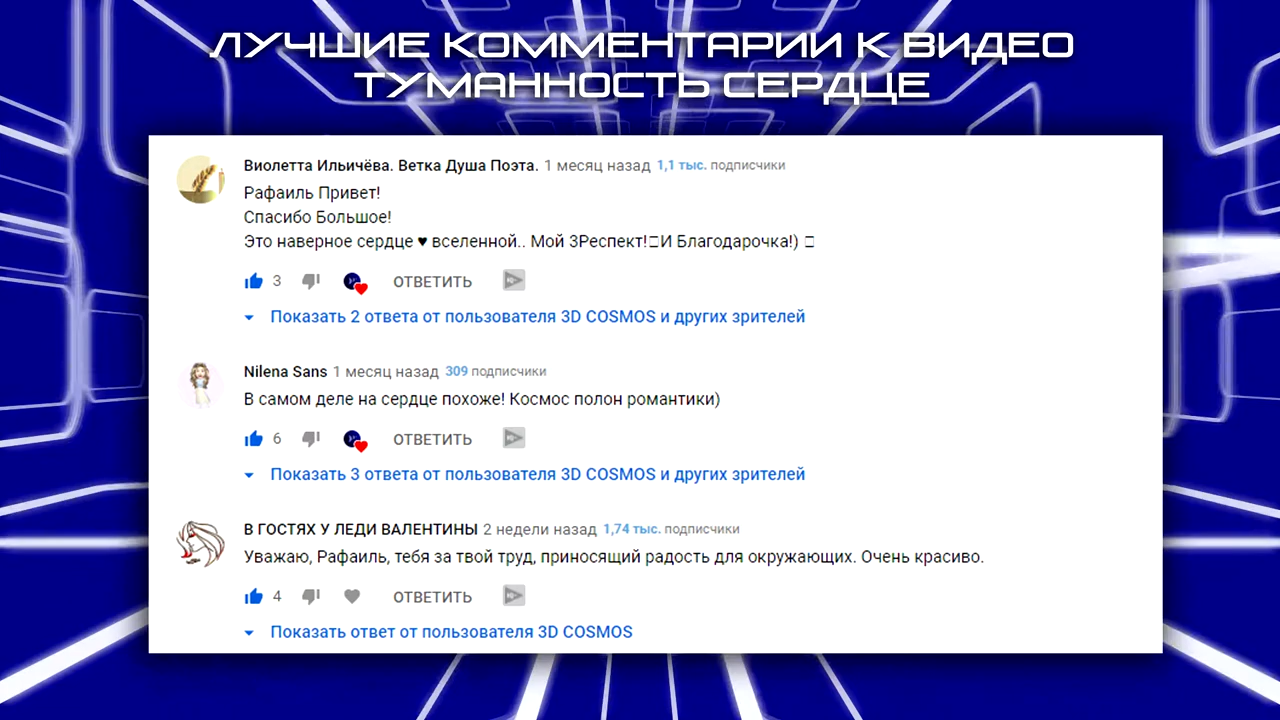 ЛУЧШИЕ КОММЕНТАРИИ К ВИДЕО
ТУМАННОСТЬ СЕРДЦЕ
Виолетта Ильичёва. Ветка Душа Поэта. 1 месяц назад 1,1 тыс. подписчики
Рафаиль Привет!
Спасибо Большое!
Это наверное сердце ♥ вселенной.. Мой 3Респект!□И Благодарочка!) □
3 ОТВЕТИТЬ
Показать 2 ответа от пользователя 3D COSMOS и других зрителей
Nilena Sans 1 месяц назад 309 подписчики
В самом деле на сердце похоже! Космос полон романтики)
6 ОТВЕТИТЬ
Показать 3 ответа от пользователя 3D COSMOS и других зрителей
В ГОСТЯХ У ЛЕДИ ВАЛЕНТИНЫ 2 недели назад 1,74 тыс. подписчики
Уважаю, Рафаиль, тебя за твой труд, приносящий радость для окружающих. Очень красиво.
4 ОТВЕТИТЬ
Показать ответ от пользователя 3D COSMOS